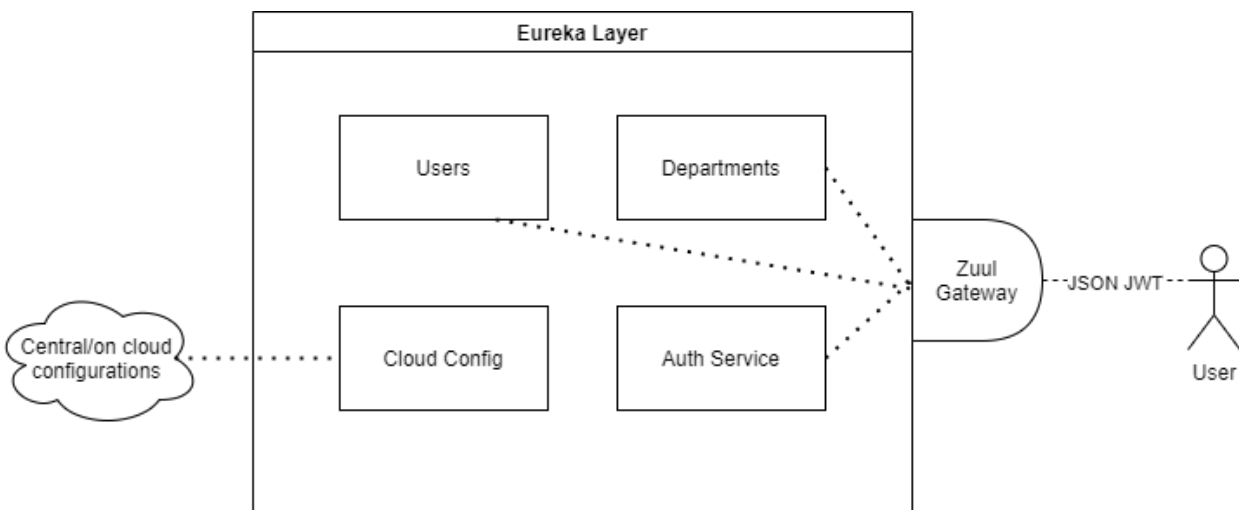 Eureka Layer
Users
Departments
Zuul
Gateway
JSON JWT
Central/on cloud
configurations
Cloud Config
Auth Service
User